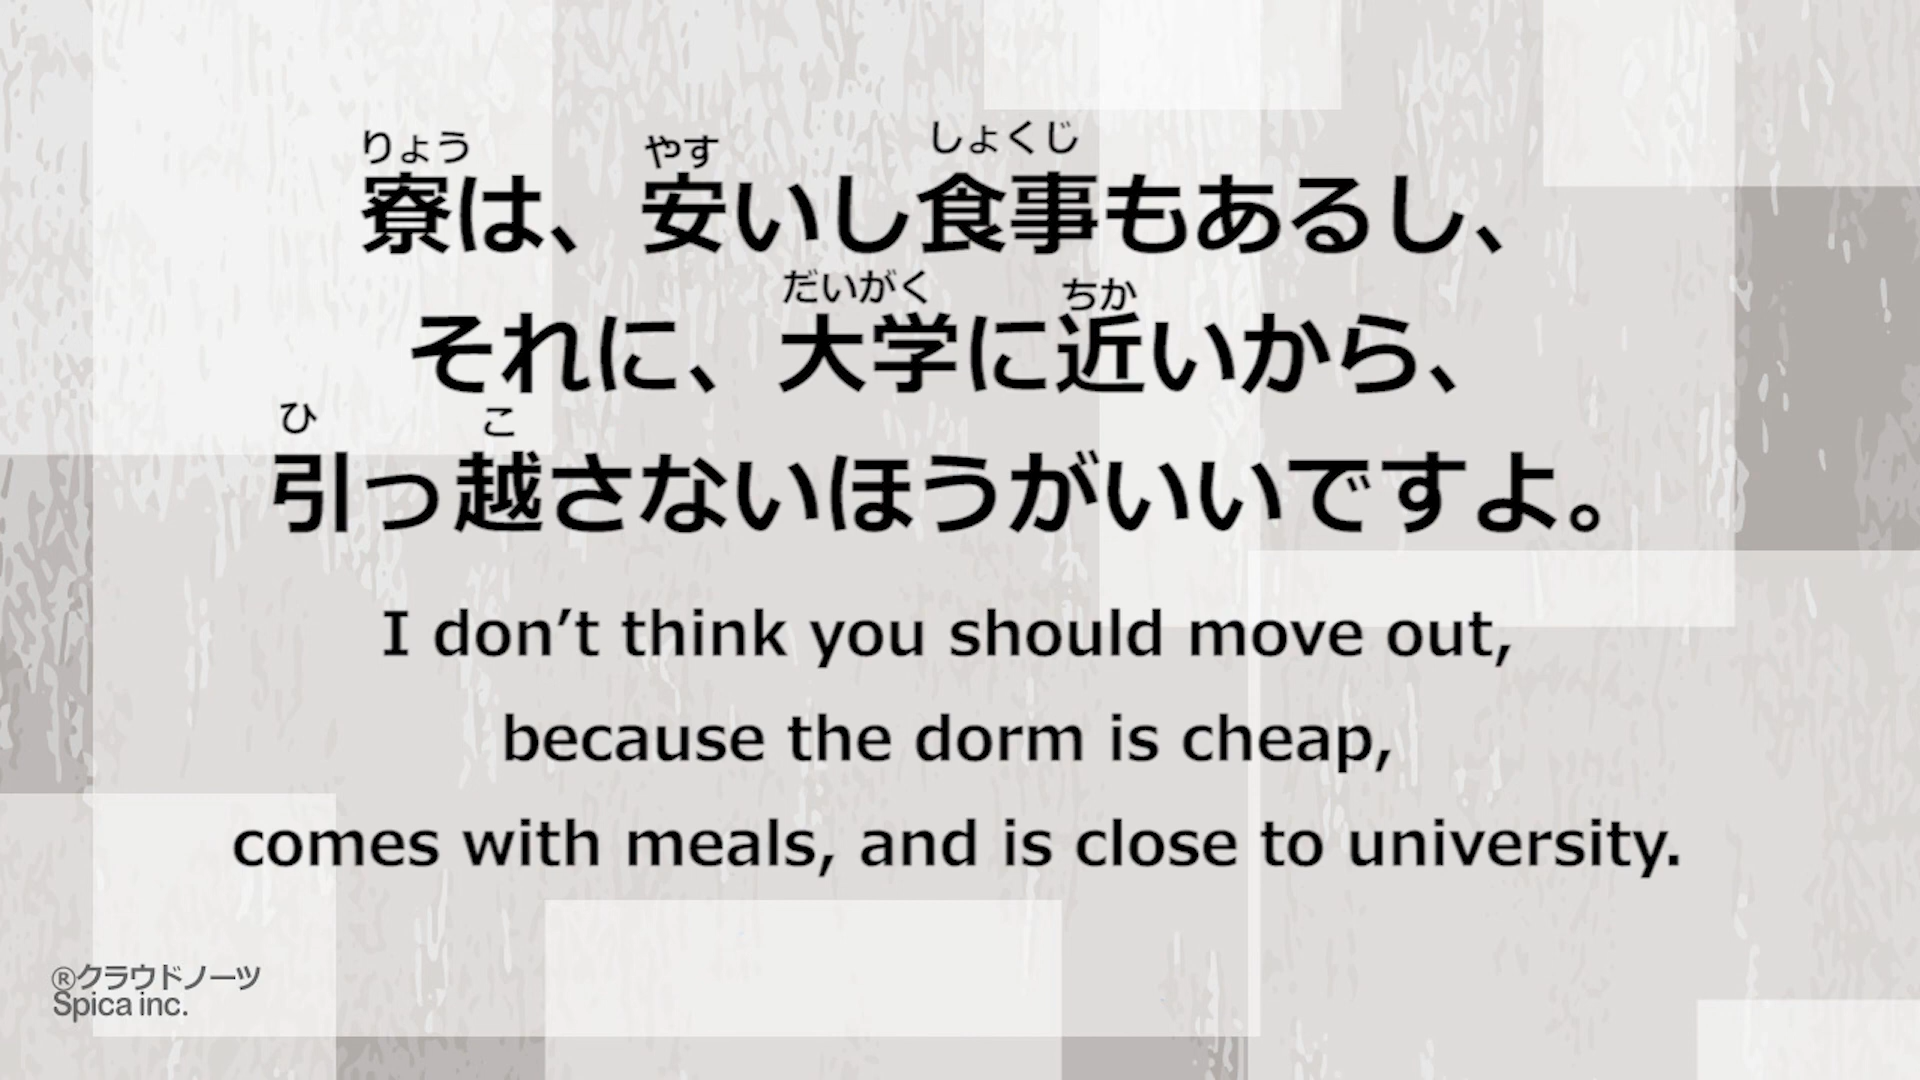 りょう やす しょくじ
寮は、安いし食事もあるし、
だいがく ちか
それに、大学に近いから、
ひ こ
引っ越さないほうがいいですよ。
I don’t think you should move out,
because the dorm is cheap,
comes with meals, and is close to university.
®クラウドノーツ
Spica inc.